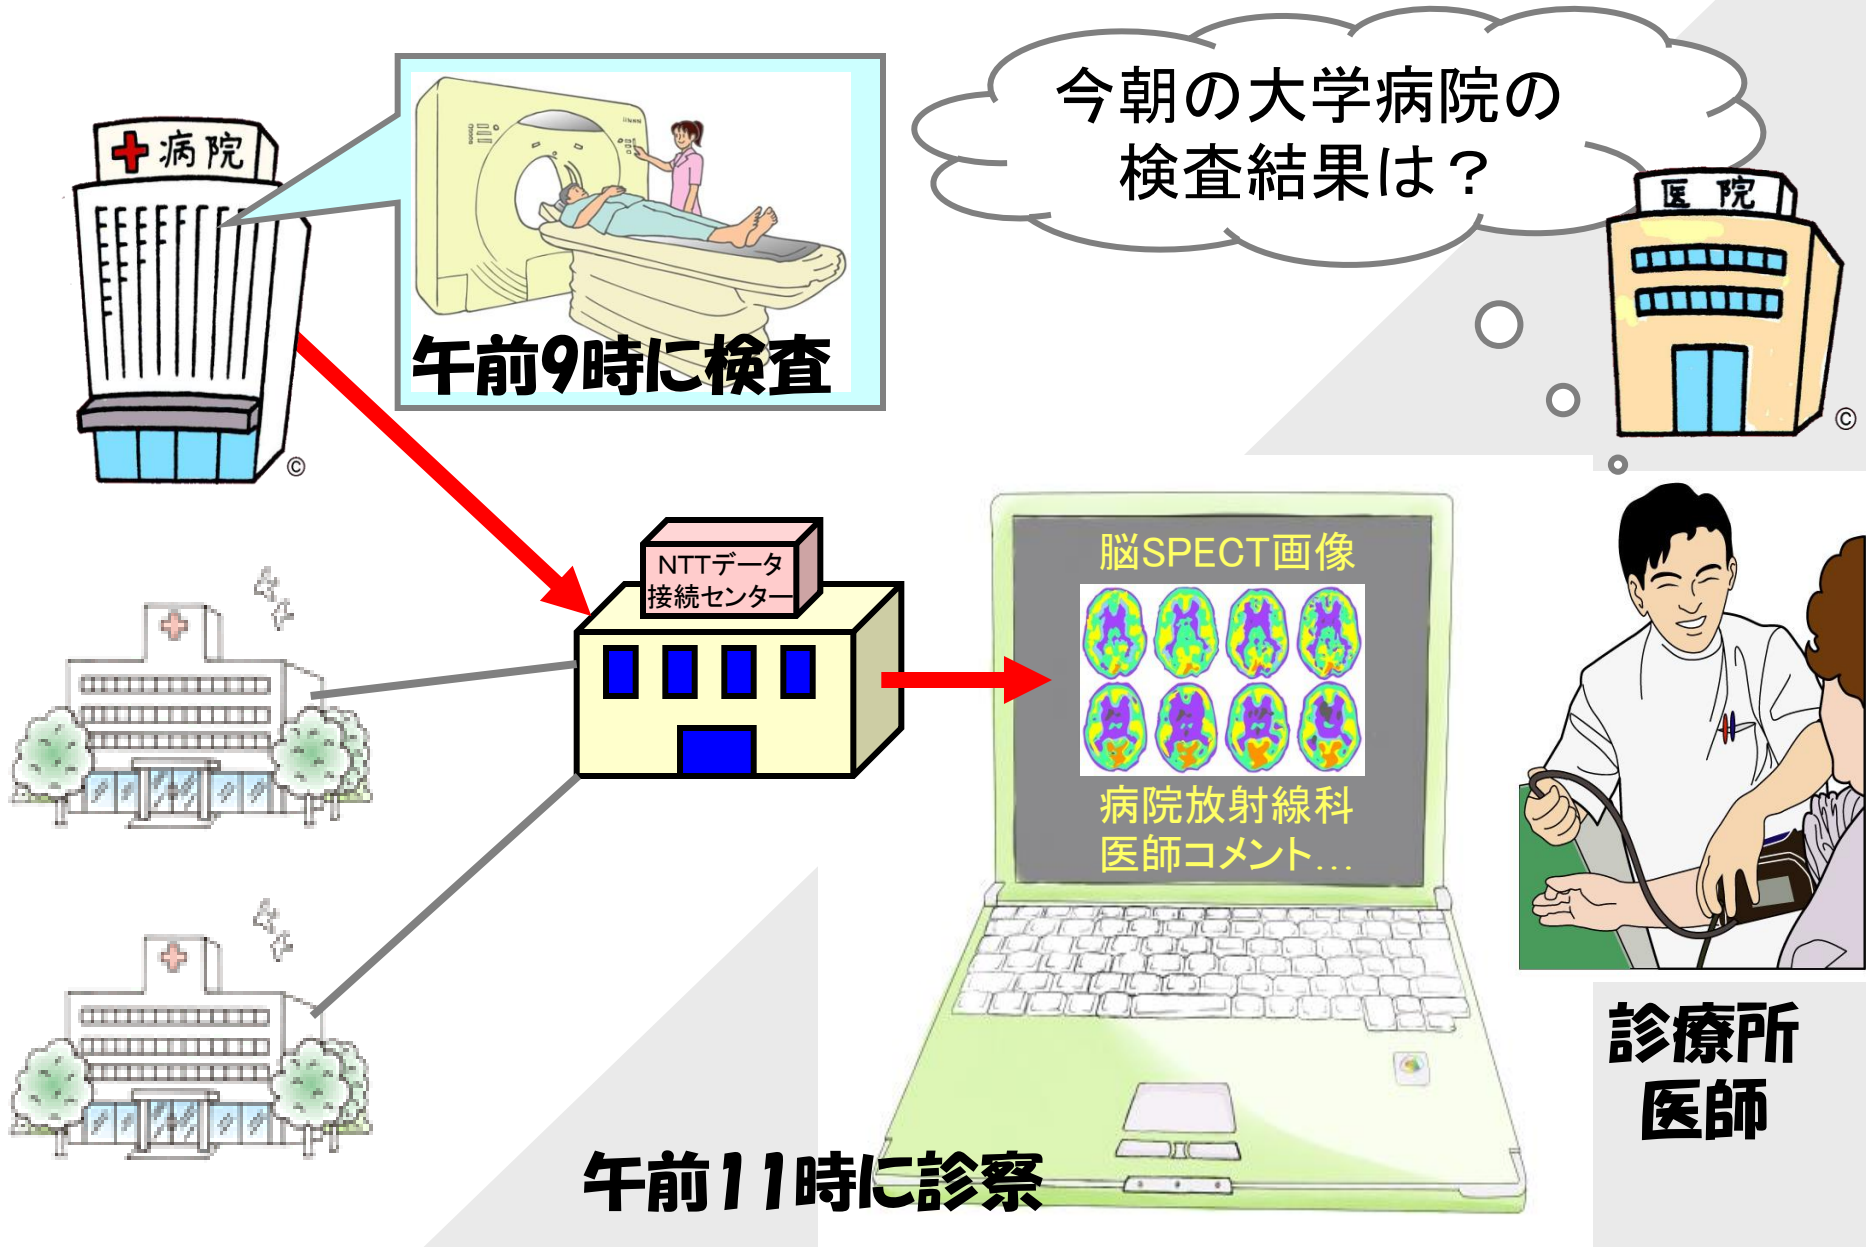 今朝の大学病院の
検査結果は？
病院
医院
午前9時に検査
©
©
NTTデータ
接続センター
脳SPECT画像
病院放射線科
医師コメント…
診療所
医師
午前11時に診察